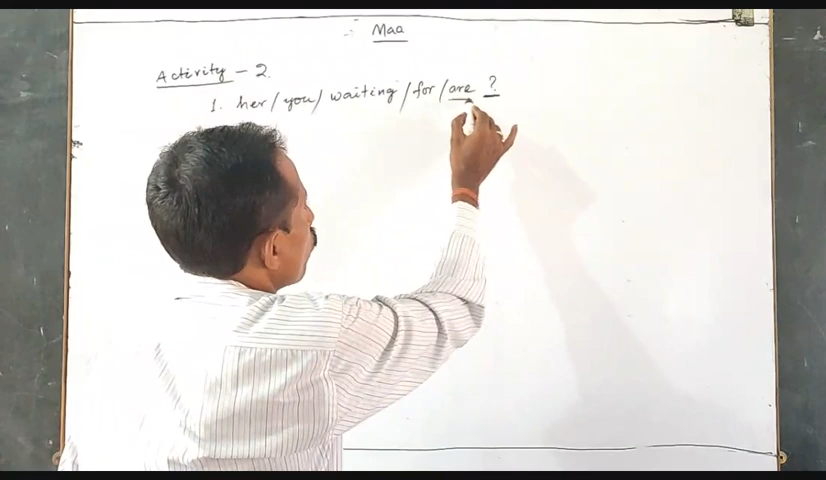 Maa
Activity - 2.
1. her / you / waiting / for / are ?